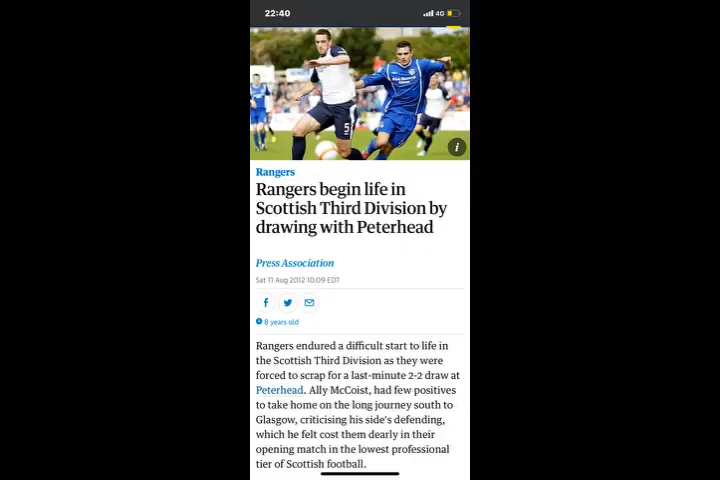 22:40
4G
5
i
Rangers
Rangers begin life in
Scottish Third Division by
drawing with Peterhead
Press Association
Sat 11 Aug 2012 10:09 EDT
8 years old
Rangers endured a difficult start to life in
the Scottish Third Division as they were
forced to scrap for a last-minute 2-2 draw at
Peterhead. Ally McCoist, had few positives
to take home on the long journey south to
Glasgow, criticising his side's defending,
which he felt cost them dearly in their
opening match in the lowest professional
tier of Scottish football.